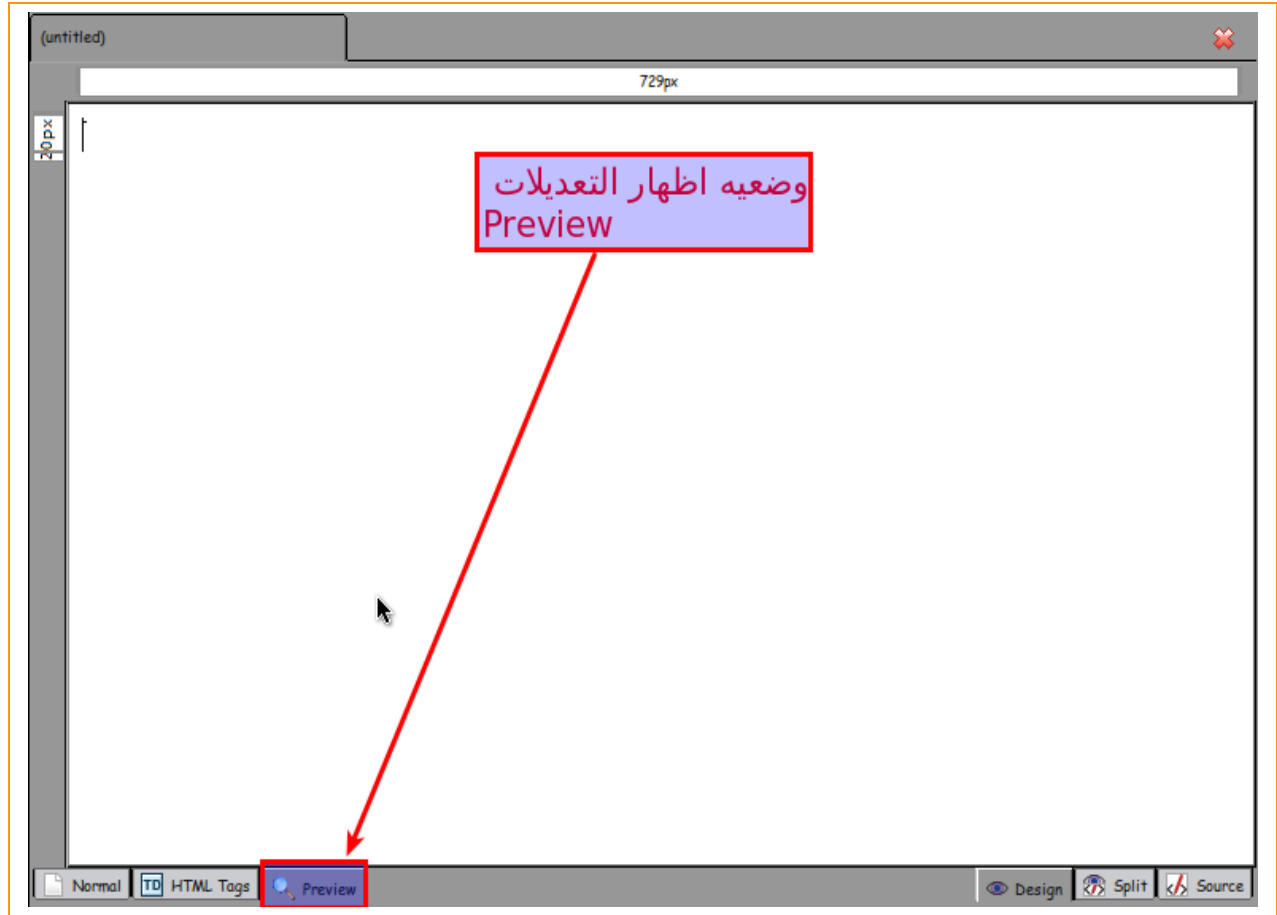 (untitled)
729px
20px
وضعيه اظهار التعديلات
Preview
Normal
HTML Tags
Preview
Design
Split
Source